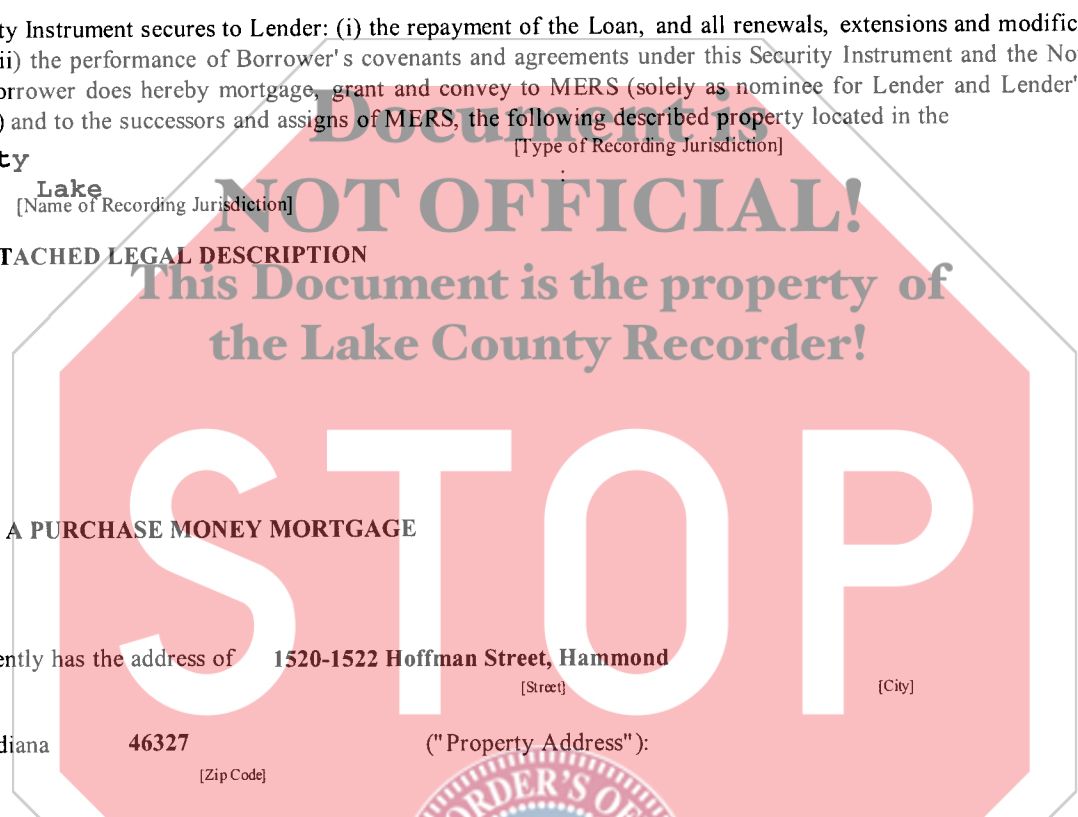 ty Instrument secures to Lender: (i) the repayment of the Loan, and all renewals, extensions and modific
ii) the performance of Borrower's covenants and agreements under this Security Instrument and the No
orrower does hereby mortgage, grant and convey to MERS (solely as nominee for Lender and Lender'
) and to the successors and assigns of MERS, the following described property located in the
Document is
ty
[Type of Recording Jurisdiction]
:
Lake
[Name of Recording Jurisdiction]
NOT OFFICIAL!
TACHED LEGAL DESCRIPTION
This Document is the property of
the Lake County Recorder!
STOP
A PURCHASE MONEY MORTGAGE
ently has the address of 1520-1522 Hoffman Street, Hammond
[Street] [City]
diana 46327 ("Property Address"):
[Zip Code]
ORDER'S O